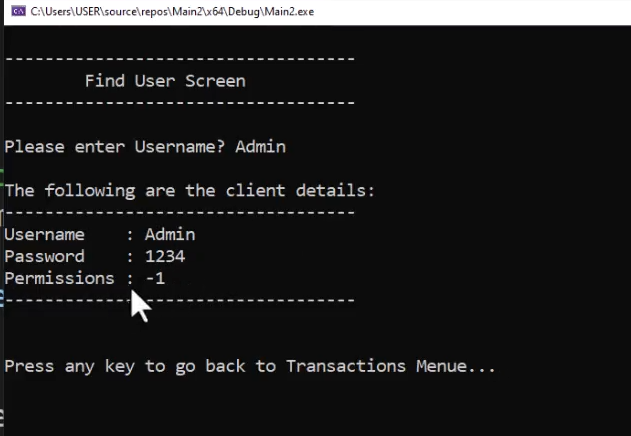 C:\Users\USER\source\repos\Main2\x64\Debug\Main2.exe
-----------------------------------
Find User Screen
-----------------------------------
Please enter Username? Admin
The following are the client details:
-----------------------------------
Username : Admin
Password : 1234
Permissions : -1
-----------------------------------
Press any key to go back to Transactions Menue...